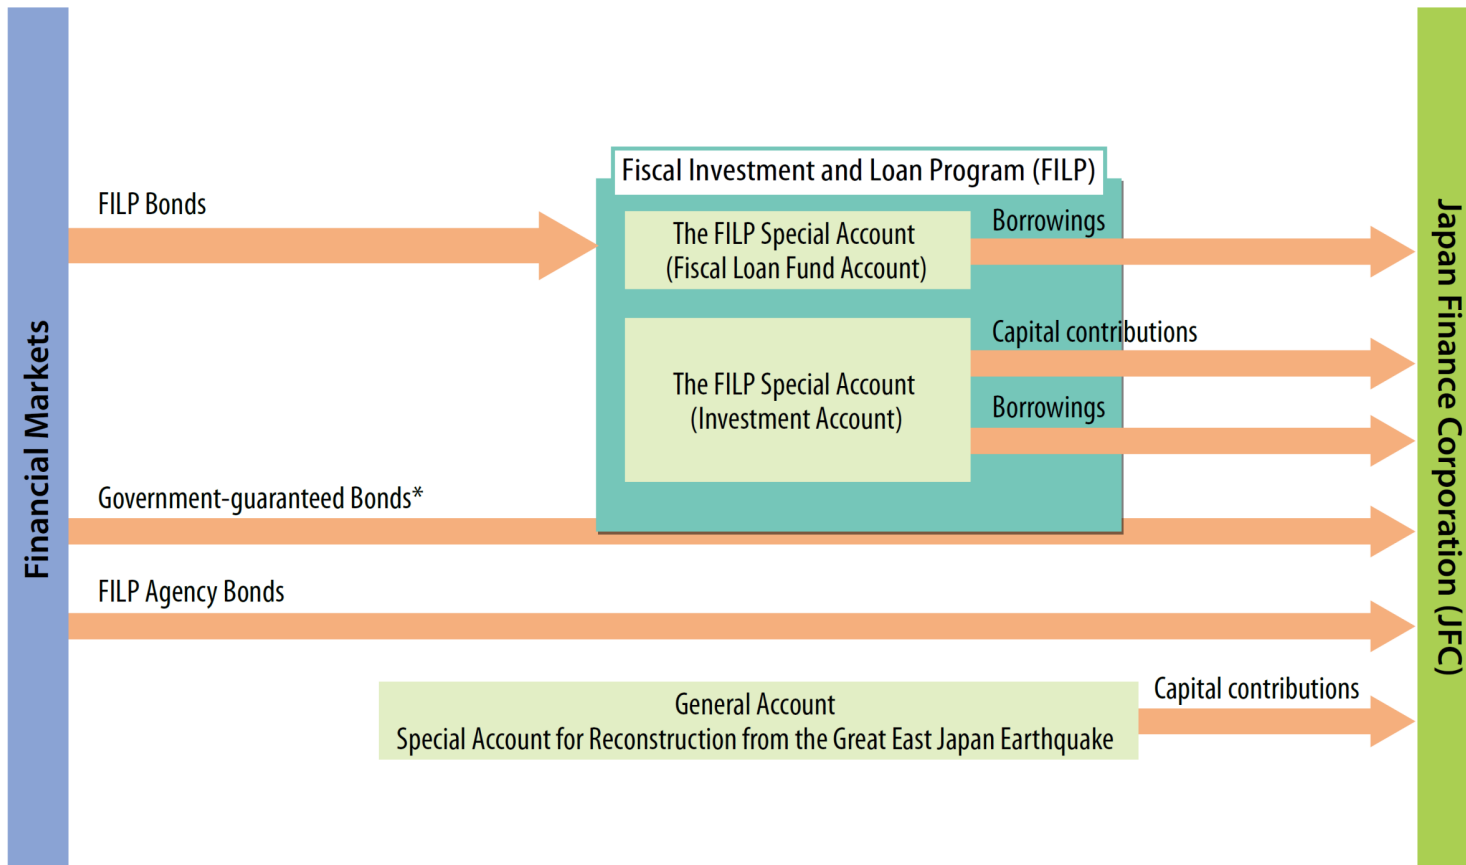 Financial Markets
FILP Bonds
Fiscal Investment and Loan Program (FILP)
The FILP Special Account
(Fiscal Loan Fund Account)
Borrowings
The FILP Special Account
(Investment Account)
Capital contributions
Borrowings
Government-guaranteed Bonds*
FILP Agency Bonds
General Account
Special Account for Reconstruction from the Great East Japan Earthquake
Capital contributions
Japan Finance Corporation (JFC)